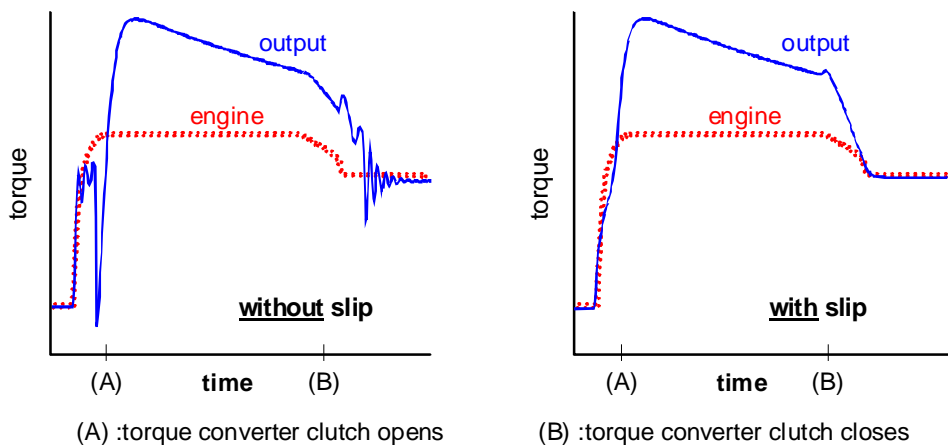 output
engine
torque
without slip
(A) time (B)
output
engine
torque
with slip
(A) time (B)
(A) :torque converter clutch opens
(B) :torque converter clutch closes